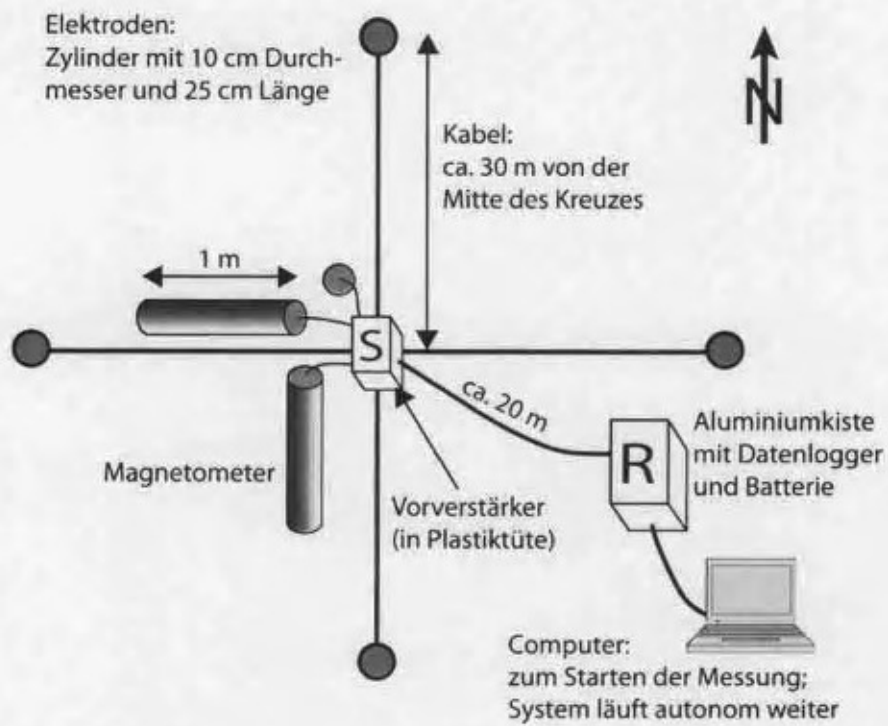 Elektroden:
Zylinder mit 10 cm Durch-
messer und 25 cm Länge
N
Kabel:
ca. 30 m von der
Mitte des Kreuzes
1 m
S
ca. 20 m
R
Aluminiumkiste
mit Datenlogger
und Batterie
Magnetometer
Vorverstärker
(in Plastiktüte)
Computer:
zum Starten der Messung;
System läuft autonom weiter